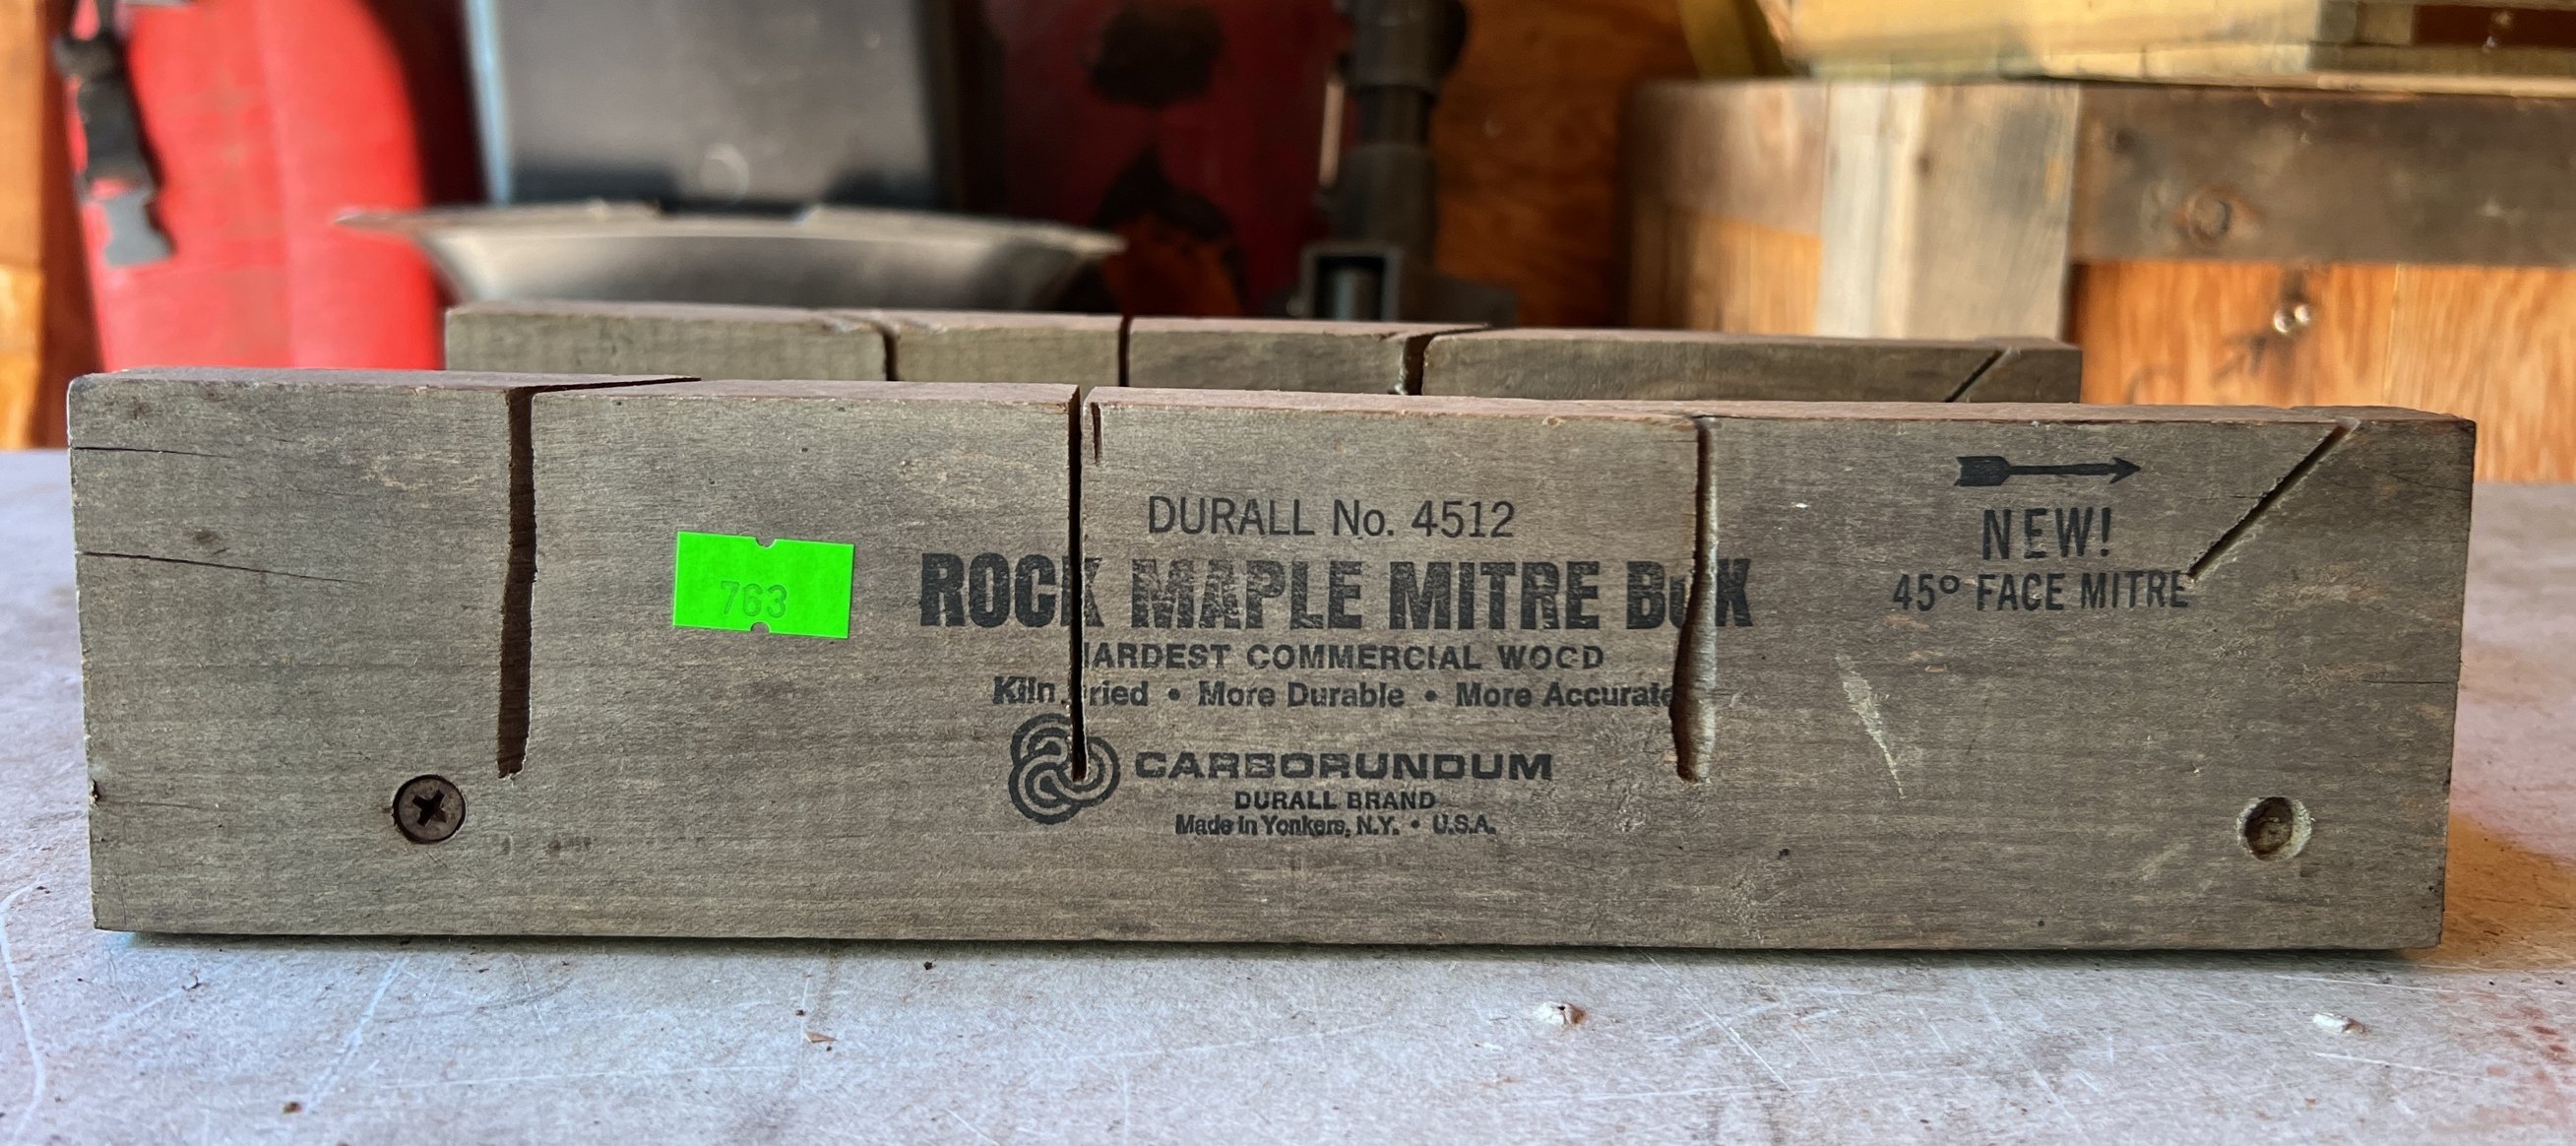 DURALL No. 4512
ROCK MAPLE MITRE BOX
HARDEST COMMERCIAL WOOD
Kiln Dried • More Durable • More Accurate
CARBORUNDUM
DURALL BRAND
Made in Yonkers, N.Y. • U.S.A.
NEW!
45° FACE MITRE
763